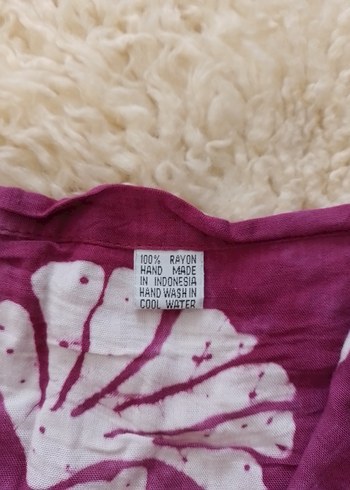 100% RAYON
HAND MADE
IN INDONESIA
HAND WASH IN
COOL WATER